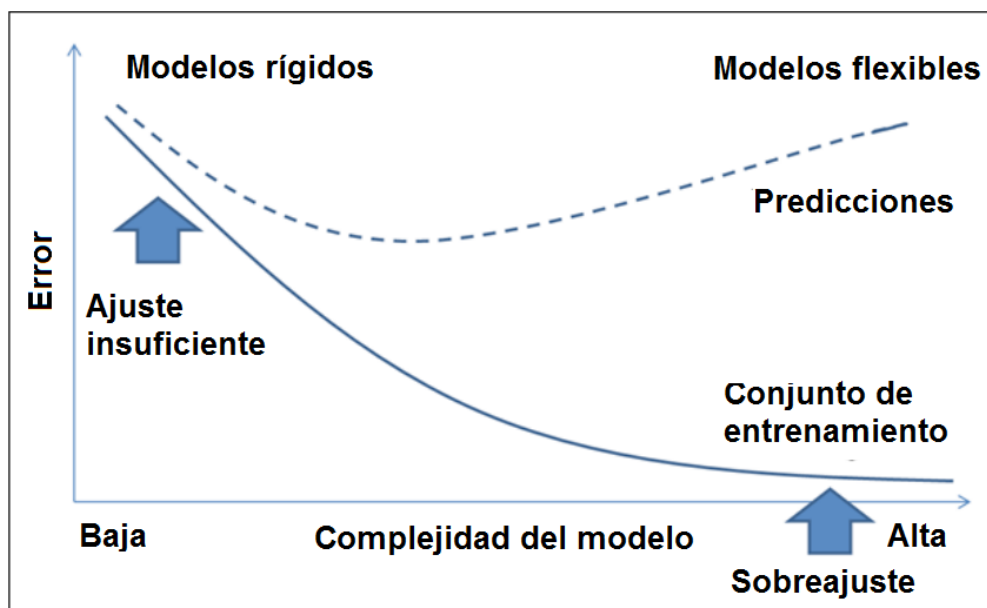 Modelos rígidos
Modelos flexibles
Predicciones
Error
Ajuste
insuficiente
Conjunto de
entrenamiento
Baja
Complejidad del modelo
Alta
Sobreajuste